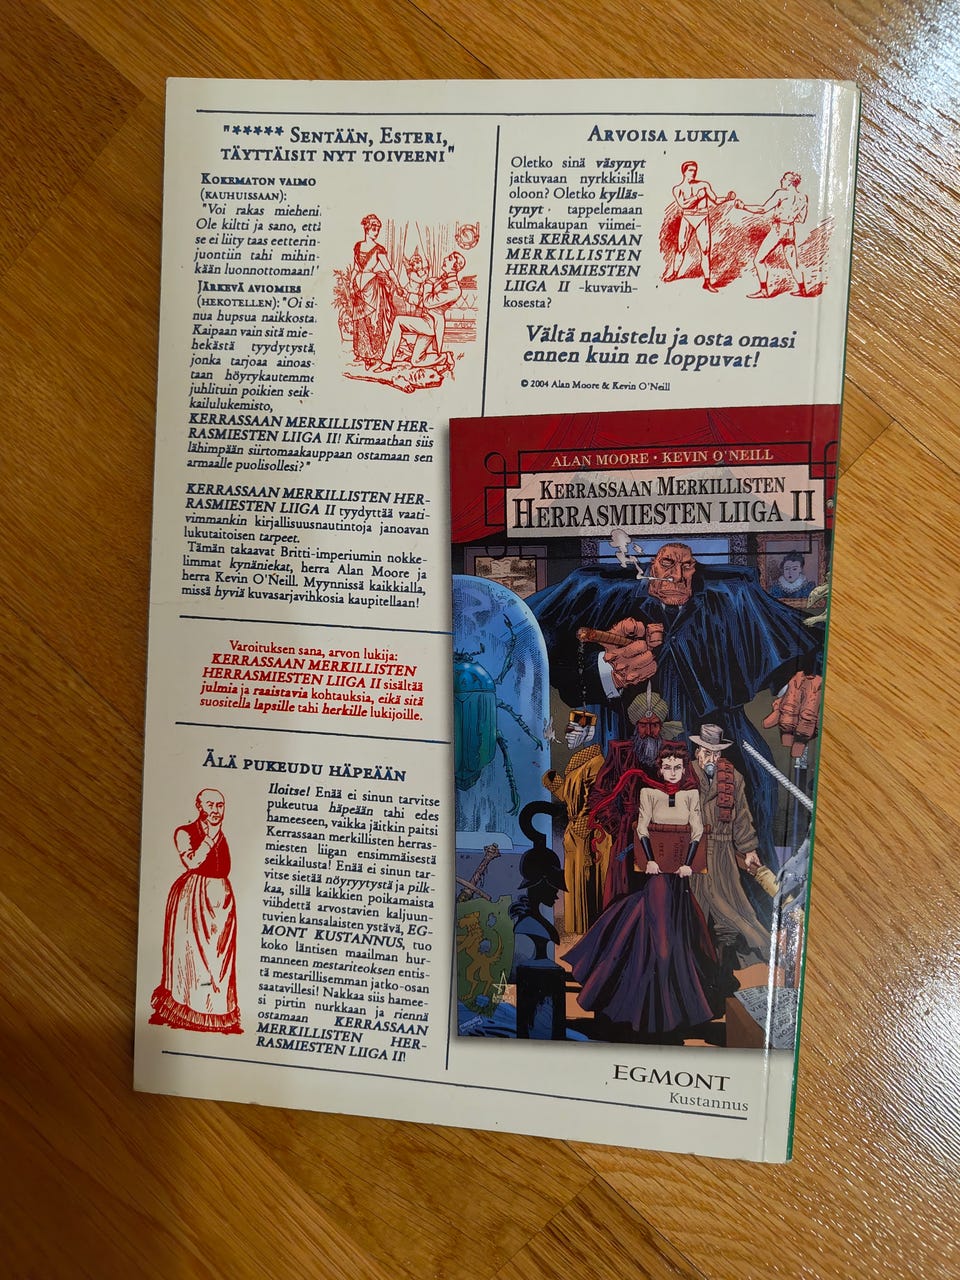 "***** Sentään, Esteri,
täyttäisit nyt toiveeni"
Kokematon vaimo
(kauhuissaan):
"Voi rakas mieheni.
Ole kiltti ja sano, että
se ei liity taas eetterin-
juontiin tahi mihin-
kään luonnottomaan!"
Järkevä aviomies
(hekotellen): "Oi si-
nua hupsua naikkosta.
Kaipaan vain sitä mie-
hekästä tyydytystä,
jonka tarjoaa ainoas-
taan höyrykautemme
juhlituin poikien seik-
kailulukemisto,
KERRASSAAN MERKILLISTEN HER-
RASMIESTEN LIIGA II! Kirmaathan siis
lähimpään siirtomaakauppaan ostamaan sen
armaalle puolisollesi?"
KERRASSAAN MERKILLISTEN HER-
RASMIESTEN LIIGA II tyydyttää vaati-
vimmankin kirjallisuusnautintoja janoavan
lukutaitoisen tarpeet.
Tämän takaavat Britti-imperiumin nokke-
limmat kynäniekat, herra Alan Moore ja
herra Kevin O'Neill. Myynnissä kaikkialla,
missä hyviä kuvasarjavihkosia kaupitellaan!
Varoituksen sana, arvon lukija:
KERRASSAAN MERKILLISTEN
HERRASMIESTEN LIIGA II sisältää
julmia ja raaistavia kohtauksia, eikä sitä
suositella lapsille tahi herkille lukijoille.
Älä pukeudu häpeään
Iloitse! Enää ei sinun tarvitse
pukeutua häpeään tahi edes
hameeseen, vaikka jäitkin paitsi
Kerrassaan merkillisten herras-
miesten liigan ensimmäisestä
seikkailusta! Enää ei sinun tar-
vitse sietää nöyryytystä ja pilk-
kaa, sillä kaikkien poikamaista
viihdettä arvostavien kaljuun-
tuvien kansalaisten ystävä, EG-
MONT KUSTANNUS, tuo
koko läntisen maailman hur-
manneen mestariteoksen entis-
tä mestarillisemman jatko-osan
saatavillesi! Nakkaa siis hamee-
si pirtin nurkkaan ja riennä
ostamaan KERRASSAAN
MERKILLISTEN HER-
RASMIESTEN LIIGA II!
Arvoisa lukija
Oletko sinä väsynyt
jatkuvaan nyrkkisillä
oloon? Oletko kylläs-
tynyt tappelemaan
kulmakaupan viimei-
sestä KERRASSAAN
MERKILLISTEN
HERRASMIESTEN
LIIGA II -kuvavih-
kosesta?
Vältä nahistelu ja osta omasi
ennen kuin ne loppuvat!
© 2004 Alan Moore & Kevin O'Neill
ALAN MOORE • KEVIN O'NEILL
Kerrassaan Merkillisten
Herrasmiesten Liiga II
EGMONT
Kustannus